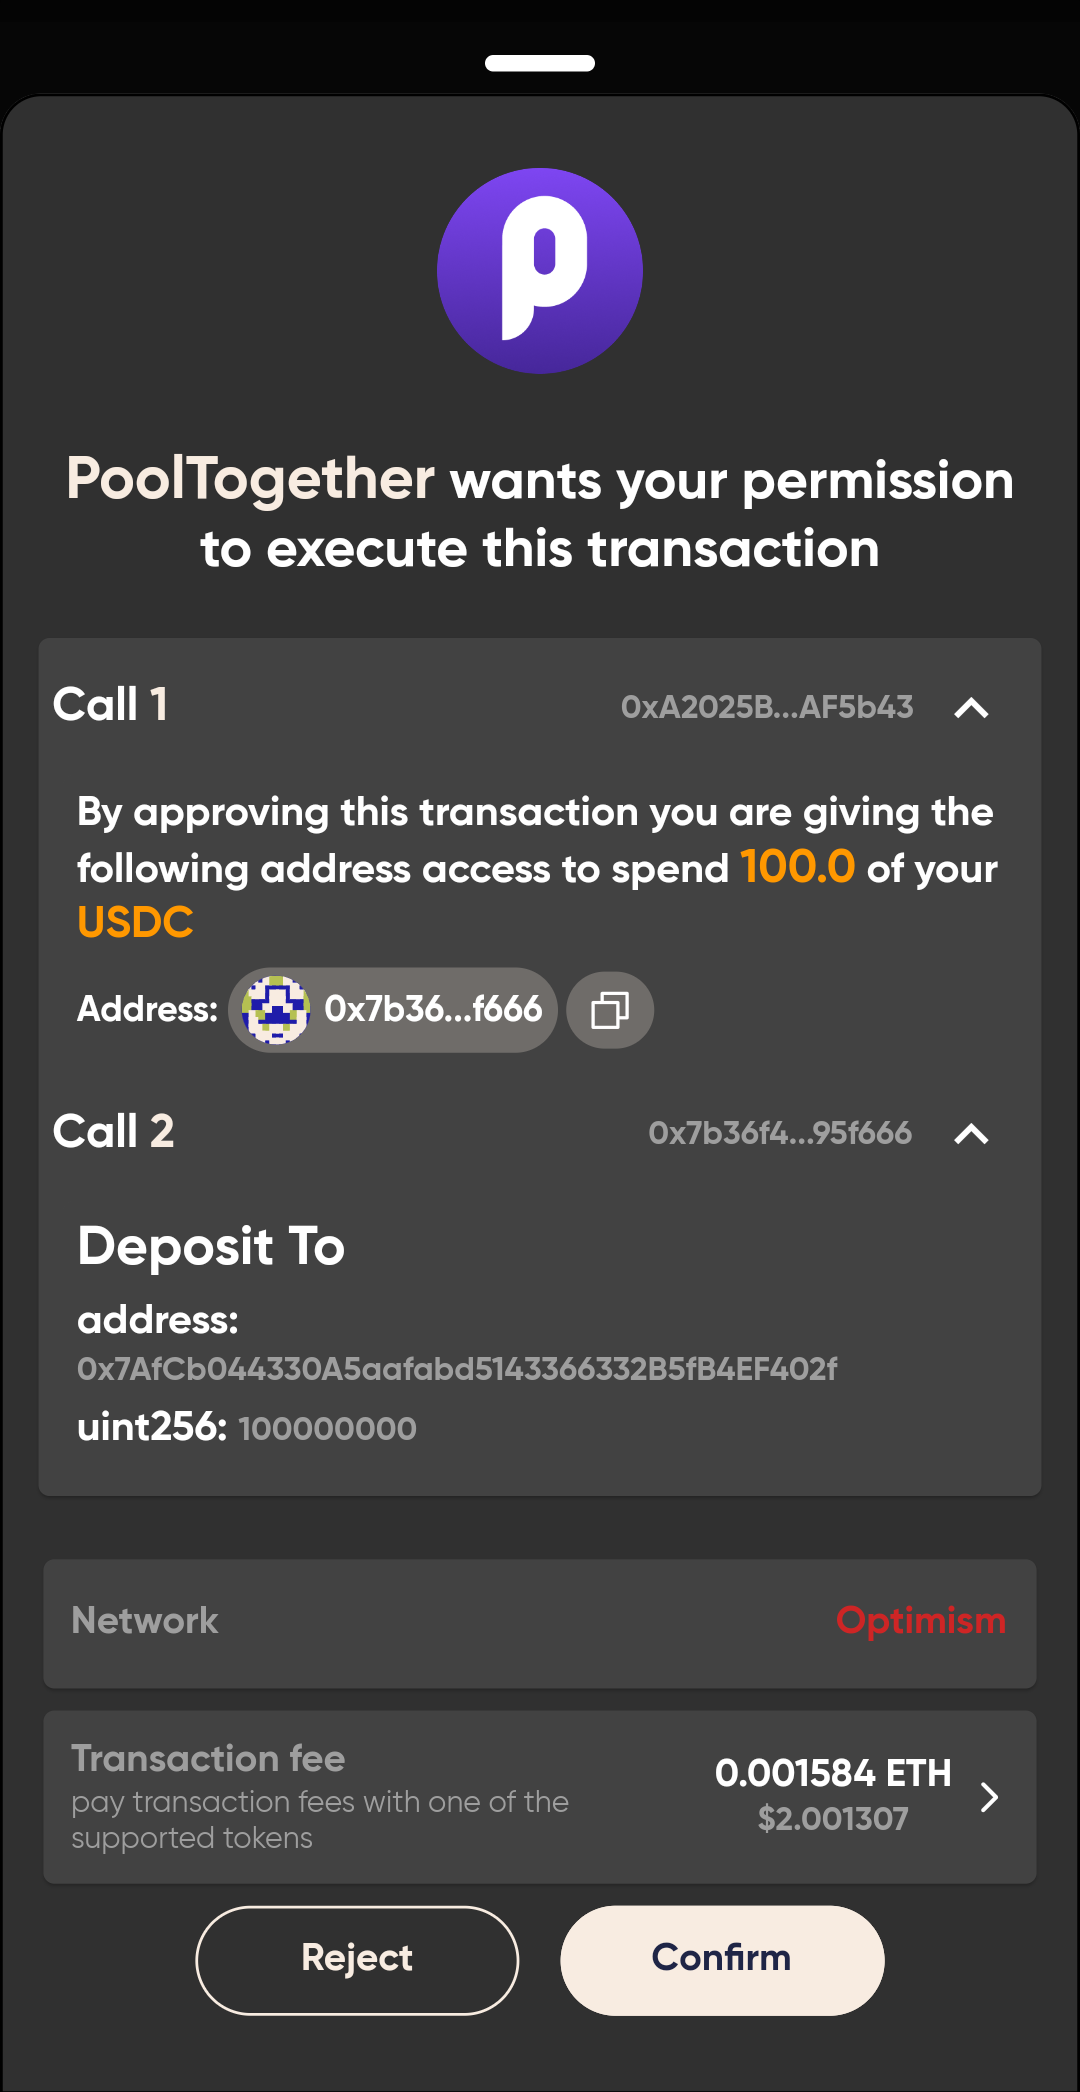 PoolTogether wants your permission
to execute this transaction
Call 1 0xA2025B...AF5b43
By approving this transaction you are giving the
following address access to spend 100.0 of your
USDC
Address: 0x7b36...f666
Call 2 0x7b36f4...95f666
Deposit To
address:
0x7AfCb044330A5aafabd5143366332B5fB4EF402f
uint256: 100000000
Network Optimism
Transaction fee
pay transaction fees with one of the
supported tokens
0.001584 ETH
$2.001307
Reject Confirm